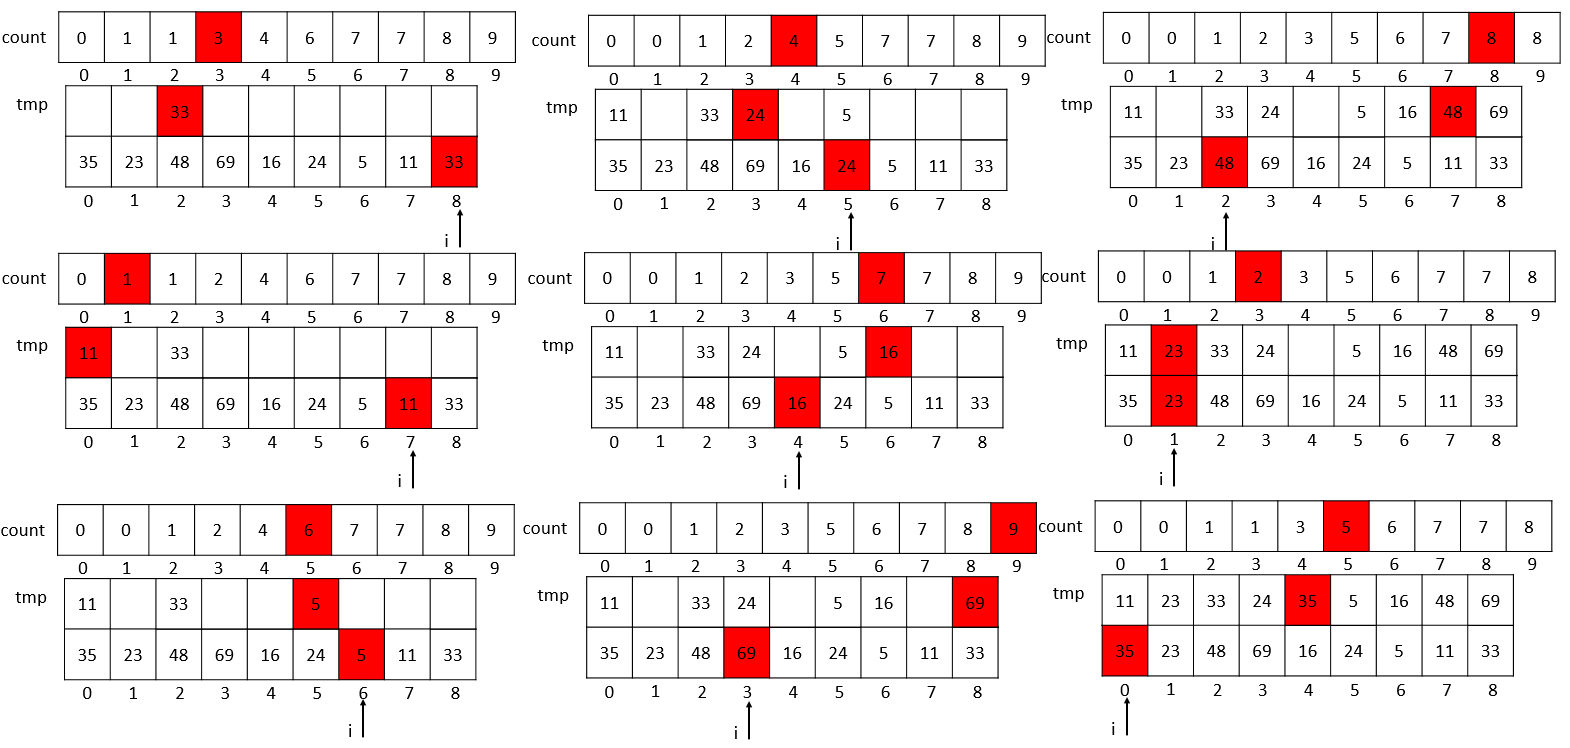 count 0 1 1 3 4 6 7 7 8 9
0 1 2 3 4 5 6 7 8 9
tmp 33
35 23 48 69 16 24 5 11 33
0 1 2 3 4 5 6 7 8
i
count 0 1 1 2 4 6 7 7 8 9
0 1 2 3 4 5 6 7 8 9
tmp 11 33
35 23 48 69 16 24 5 11 33
0 1 2 3 4 5 6 7 8
i
count 0 0 1 2 4 6 7 7 8 9
0 1 2 3 4 5 6 7 8 9
tmp 11 33 5
35 23 48 69 16 24 5 11 33
0 1 2 3 4 5 6 7 8
i
count 0 0 1 2 4 5 7 7 8 9
0 1 2 3 4 5 6 7 8 9
tmp 11 33 24 5
35 23 48 69 16 24 5 11 33
0 1 2 3 4 5 6 7 8
i
count 0 0 1 2 3 5 7 7 8 9
0 1 2 3 4 5 6 7 8 9
tmp 11 33 24 5 16
35 23 48 69 16 24 5 11 33
0 1 2 3 4 5 6 7 8
i
count 0 0 1 2 3 5 6 7 8 9
0 1 2 3 4 5 6 7 8 9
tmp 11 33 24 5 16 69
35 23 48 69 16 24 5 11 33
0 1 2 3 4 5 6 7 8
i
count 0 0 1 2 3 5 6 7 8 8
0 1 2 3 4 5 6 7 8 9
tmp 11 33 24 5 16 48 69
35 23 48 69 16 24 5 11 33
0 1 2 3 4 5 6 7 8
i
count 0 0 1 2 3 5 6 7 7 8
0 1 2 3 4 5 6 7 8 9
tmp 11 23 33 24 5 16 48 69
35 23 48 69 16 24 5 11 33
0 1 2 3 4 5 6 7 8
i
count 0 0 1 1 3 5 6 7 7 8
0 1 2 3 4 5 6 7 8 9
tmp 11 23 33 24 35 5 16 48 69
35 23 48 69 16 24 5 11 33
0 1 2 3 4 5 6 7 8
i